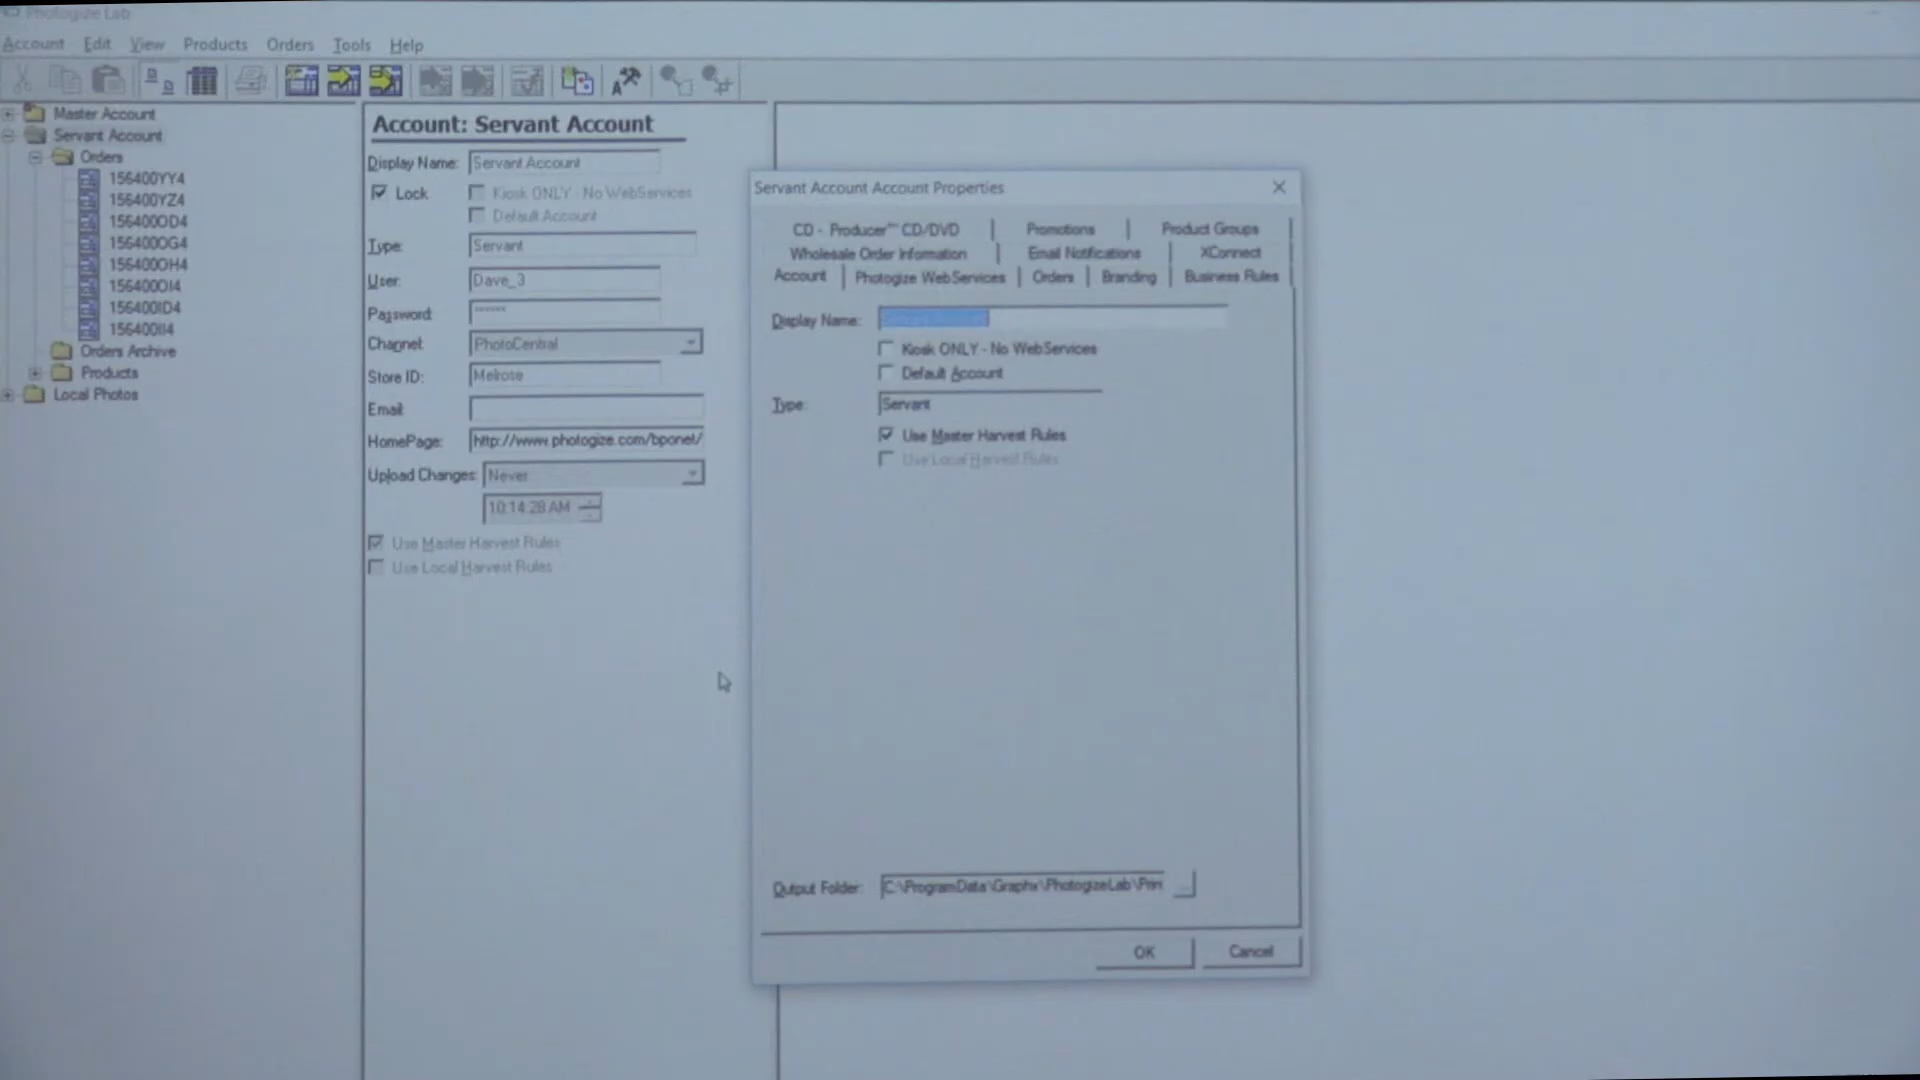 Photogize Lab
Account Edit View Products Orders Tools Help
Master Account
Servant Account
Orders
156400YY4
156400YZ4
156400OD4
156400OG4
156400OH4
156400OI4
156400ID4
156400II4
Orders Archive
Products
Local Photos
Account: Servant Account
Display Name: Servant Account
Lock Kiosk ONLY - No WebServices
Default Account
Type: Servant
User: Dave_3
Password ******
Channel: PhotoCentral
Store ID: Melrose
Email:
HomePage: http://www.photogize.com/bponet/
Upload Changes: Never
10:14:28 AM
Use Master Harvest Rules
Use Local Harvest Rules
Servant Account Account Properties
CD - Producer™ CD/DVD Promotions Product Groups
Wholesale Order Information Email Notifications XConnect
Account Photogize WebServices Orders Branding Business Rules
Display Name: Servant Account
Kiosk ONLY - No WebServices
Default Account
Type: Servant
Use Master Harvest Rules
Use Local Harvest Rules
Output Folder: C:\ProgramData\Graphx\PhotogizeLab\Prin ...
OK Cancel